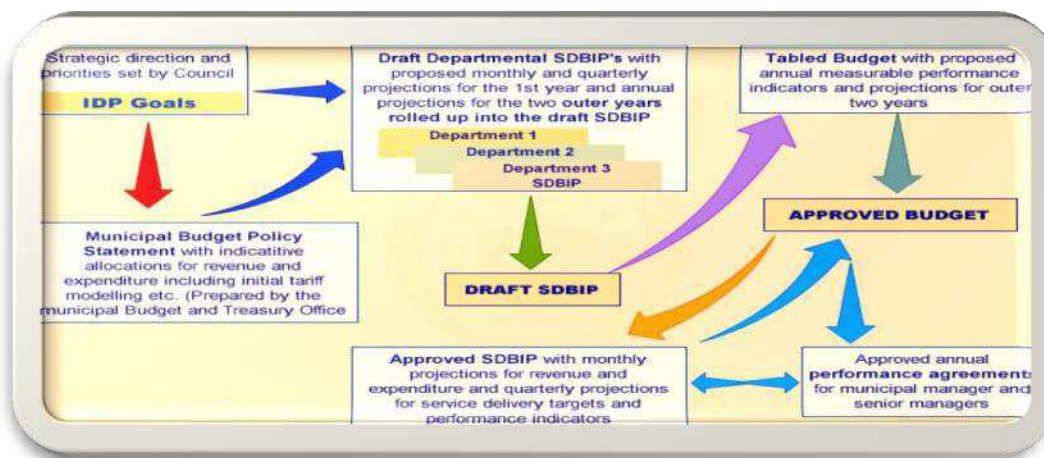 Strategic direction and
priorities set by Council
IDP Goals
Draft Departmental SDBIP's with
proposed monthly and quarterly
projections for the 1st year and annual
projections for the two outer years
rolled up into the draft SDBIP
Department 1
Department 2
Department 3
SDBIP
Tabled Budget with proposed
annual measurable performance
indicators and projections for outer
two years
Municipal Budget Policy
Statement with indicatitive
allocations for revenue and
expenditure including initial tariff
modelling etc. (Prepared by the
municipal Budget and Treasury Office
DRAFT SDBIP
APPROVED BUDGET
Approved SDBIP with monthly
projections for revenue and
expenditure and quarterly projections
for service delivery targets and
performance indicators
Approved annual
performance agreements
for municipal manager and
senior managers